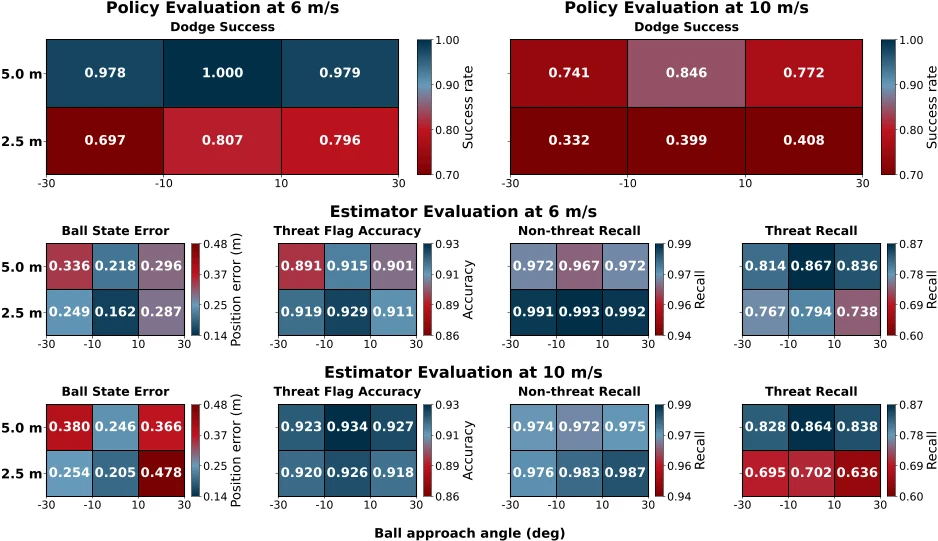 Policy Evaluation at 6 m/s
Policy Evaluation at 10 m/s
Dodge Success
Dodge Success
5.0 m
0.978 1.000 0.979
2.5 m
0.697 0.807 0.796
-30 -10 10 30
1.00
0.90
0.80
0.70
Success rate
0.741 0.846 0.772
0.332 0.399 0.408
-30 -10 10 30
1.00
0.90
0.80
0.70
Success rate
Estimator Evaluation at 6 m/s
Ball State Error
5.0 m
0.336 0.218 0.296
2.5 m
0.249 0.162 0.287
-30 -10 10 30
0.48
0.37
0.25
0.14
Position error (m)
Threat Flag Accuracy
0.891 0.915 0.901
0.919 0.929 0.911
-30 -10 10 30
0.93
0.91
0.89
0.86
Accuracy
Non-threat Recall
0.972 0.967 0.972
0.991 0.993 0.992
-30 -10 10 30
0.99
0.97
0.96
0.94
Recall
Threat Recall
0.814 0.867 0.836
0.767 0.794 0.738
-30 -10 10 30
0.87
0.78
0.69
0.60
Recall
Estimator Evaluation at 10 m/s
Ball State Error
5.0 m
0.380 0.246 0.366
2.5 m
0.254 0.205 0.478
-30 -10 10 30
0.48
0.37
0.25
0.14
Position error (m)
Threat Flag Accuracy
0.923 0.934 0.927
0.920 0.926 0.918
-30 -10 10 30
0.93
0.91
0.89
0.86
Accuracy
Non-threat Recall
0.974 0.972 0.975
0.976 0.983 0.987
-30 -10 10 30
0.99
0.97
0.96
0.94
Recall
Threat Recall
0.828 0.864 0.838
0.695 0.702 0.636
-30 -10 10 30
0.87
0.78
0.69
0.60
Recall
Ball approach angle (deg)